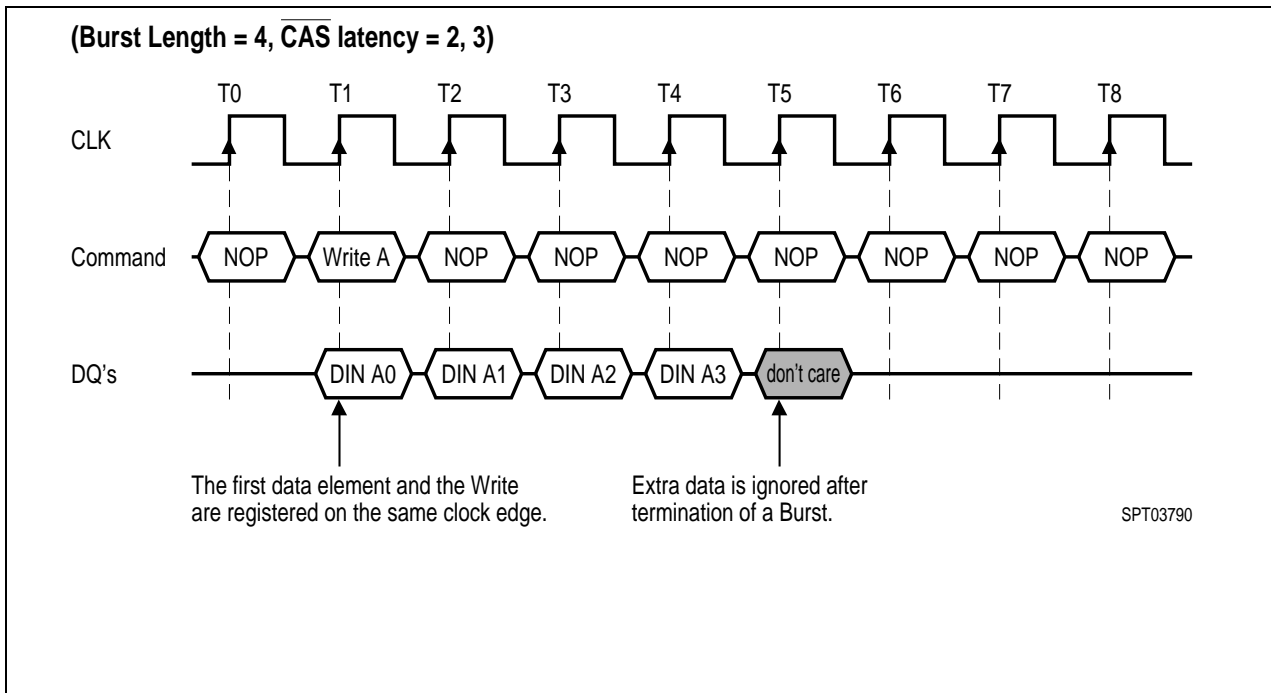 (Burst Length = 4, CAS latency = 2, 3)
T0 T1 T2 T3 T4 T5 T6 T7 T8
CLK
Command NOP Write A NOP NOP NOP NOP NOP NOP NOP
DQ's DIN A0 DIN A1 DIN A2 DIN A3 don't care
The first data element and the Write
are registered on the same clock edge.
Extra data is ignored after
termination of a Burst.
SPT03790